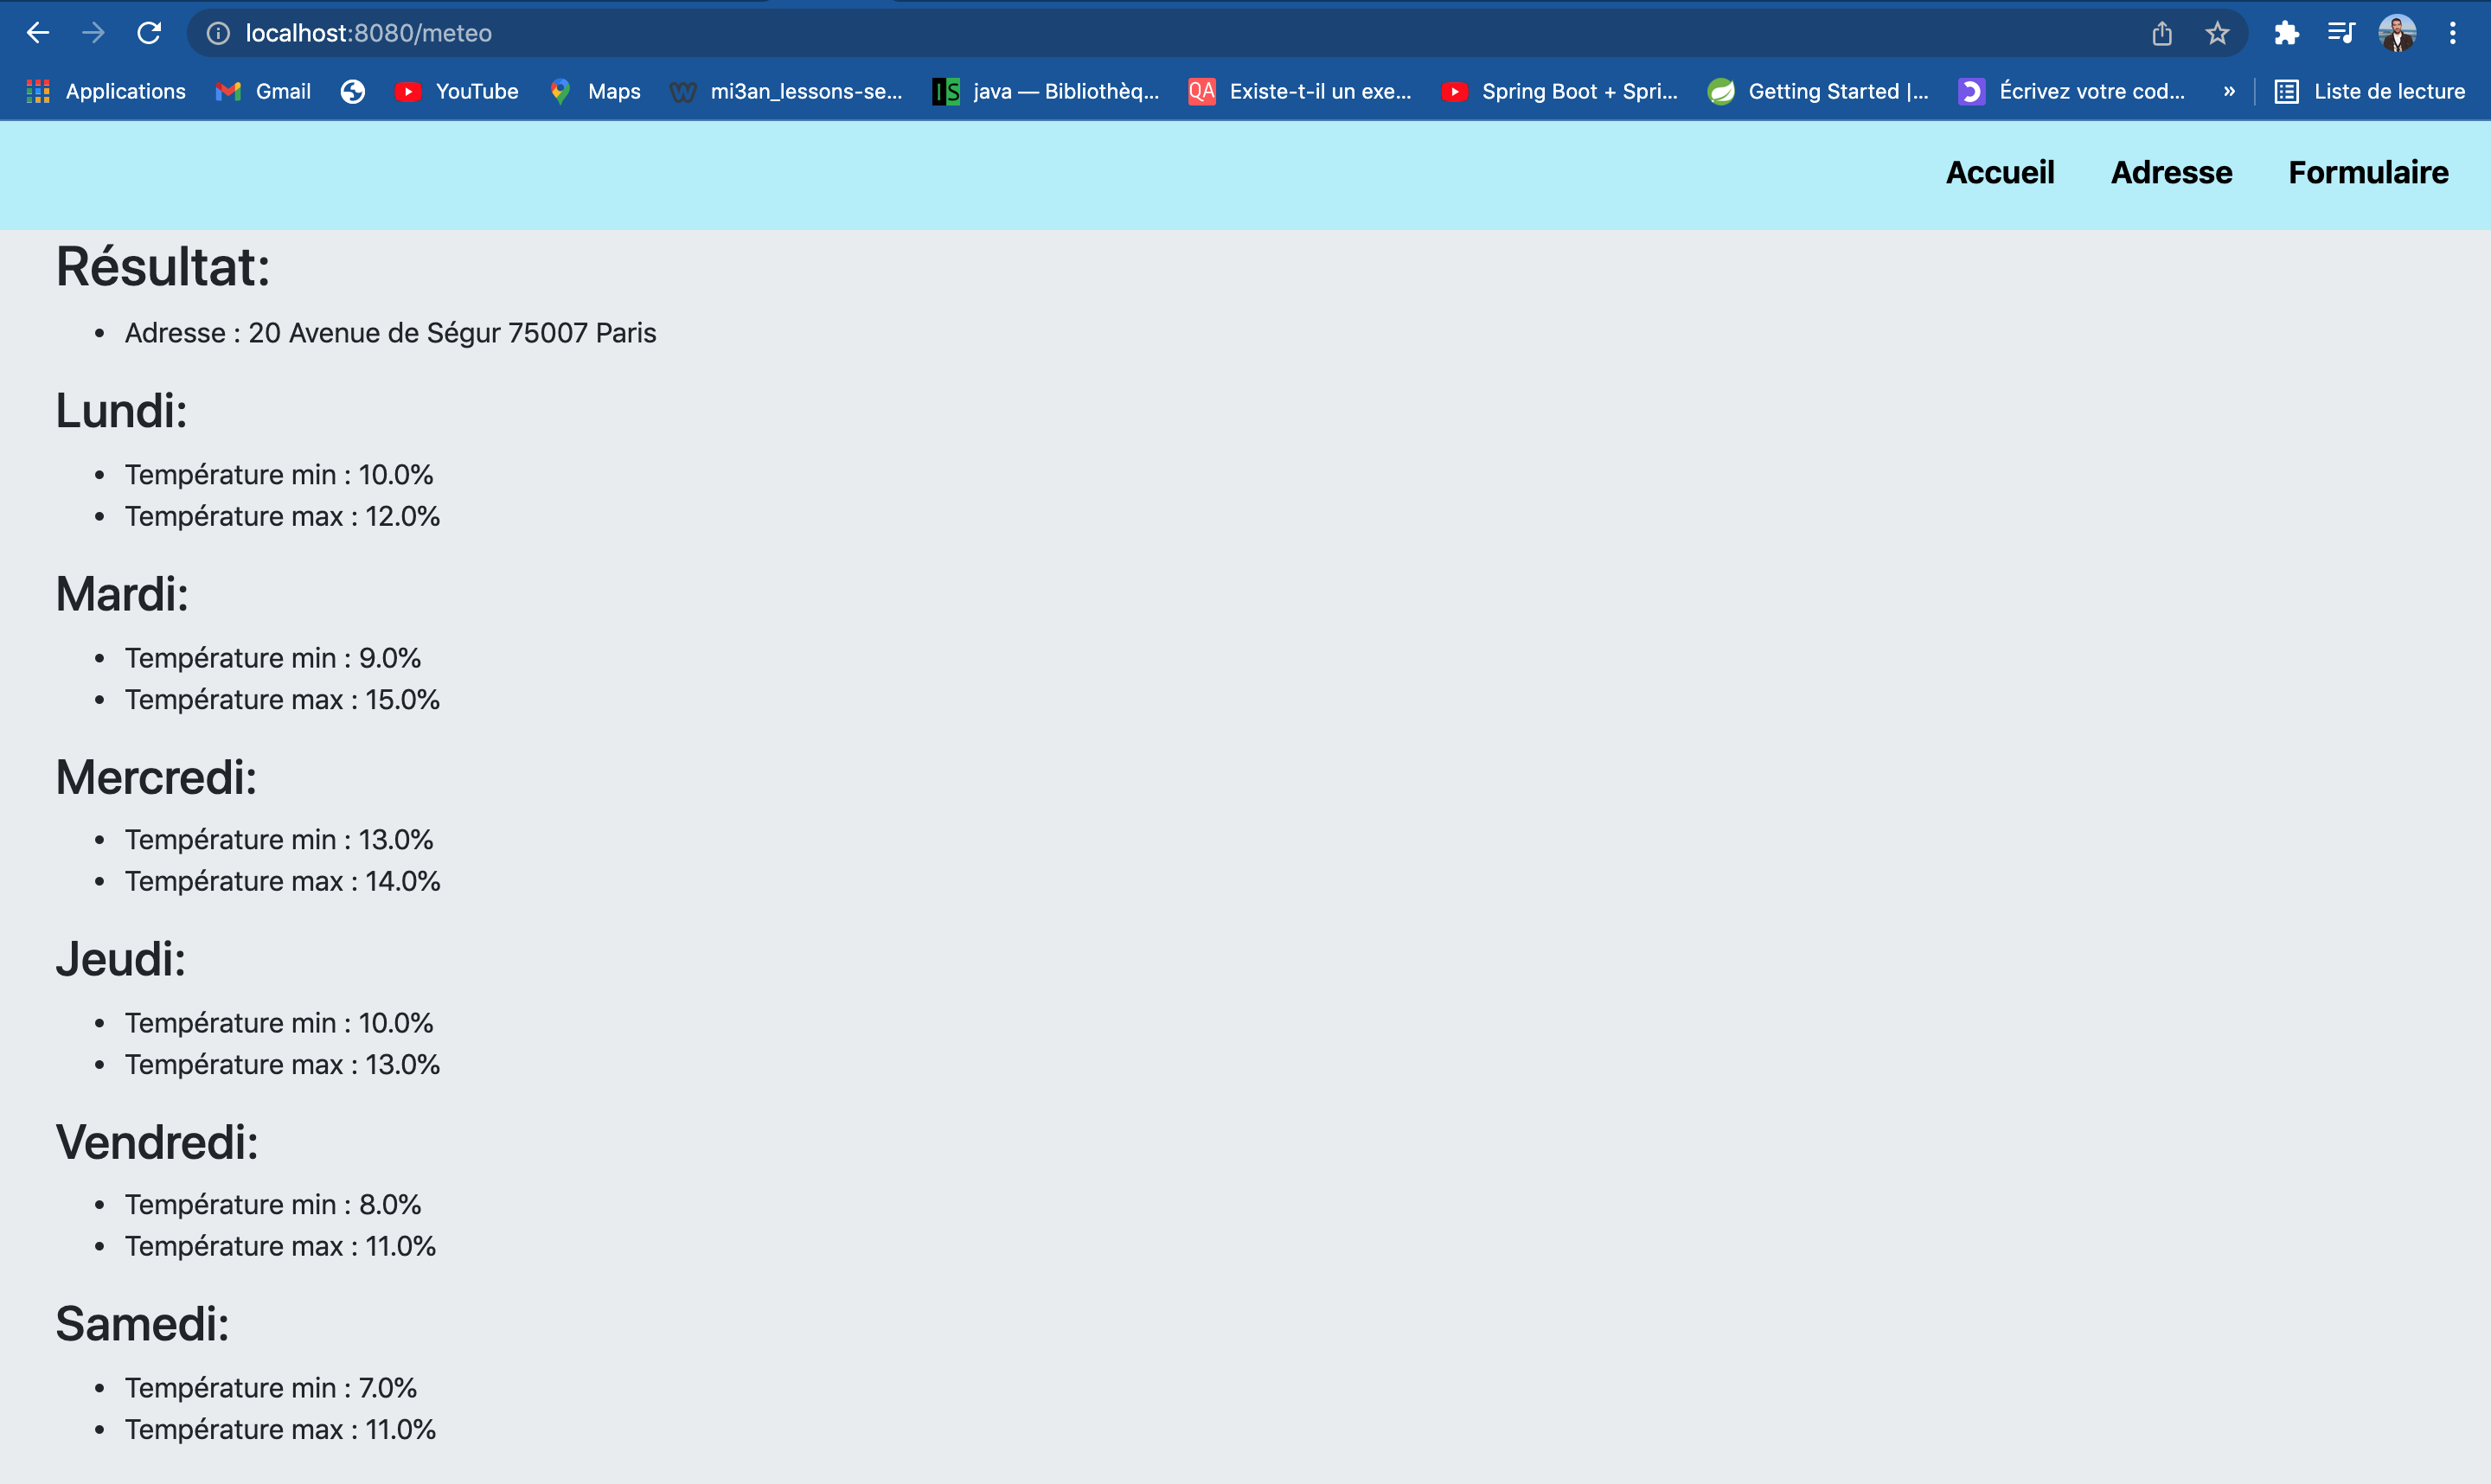 localhost:8080/meteo
Applications Gmail YouTube Maps mi3an_lessons-se... java — Bibliothèq... QA Existe-t-il un exe... Spring Boot + Spri... Getting Started |... Écrivez votre cod... » Liste de lecture
Accueil Adresse Formulaire
Résultat:
• Adresse : 20 Avenue de Ségur 75007 Paris
Lundi:
• Température min : 10.0%
• Température max : 12.0%
Mardi:
• Température min : 9.0%
• Température max : 15.0%
Mercredi:
• Température min : 13.0%
• Température max : 14.0%
Jeudi:
• Température min : 10.0%
• Température max : 13.0%
Vendredi:
• Température min : 8.0%
• Température max : 11.0%
Samedi:
• Température min : 7.0%
• Température max : 11.0%